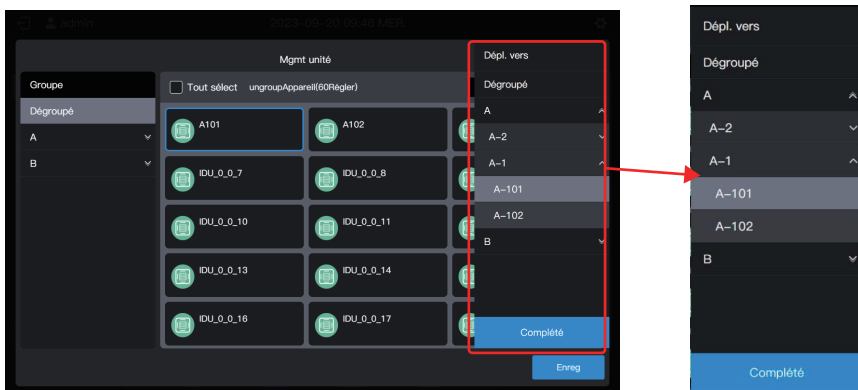 admin
2023-09-20 09:46 MER.
Mgmt unité
Groupe
Dégroupé
A
B
Tout sélect ungroupAppareil(60Régler)
A101
A102
IDU_0_0_7
IDU_0_0_8
IDU_0_0_10
IDU_0_0_11
IDU_0_0_13
IDU_0_0_14
IDU_0_0_16
IDU_0_0_17
Dépl. vers
Dégroupé
A
A-2
A-1
A-101
A-102
B
Complété
Enreg
Dépl. vers
Dégroupé
A
A-2
A-1
A-101
A-102
B
Complété